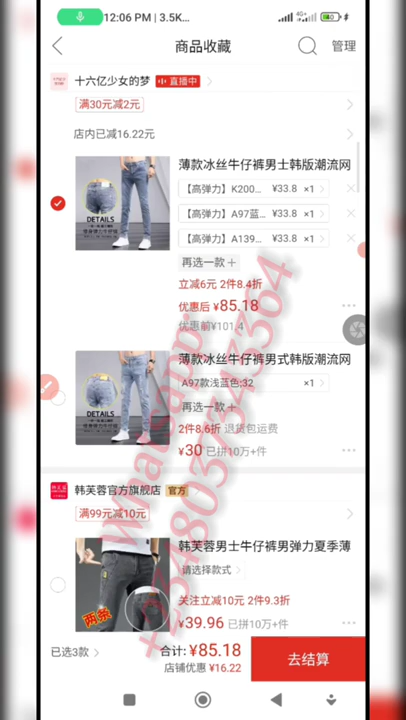 12:06 PM | 3.5K...
4G+
40
商品收藏
管理
十六亿少女的梦
直播中
满30元减2元
店内已减16.22元
薄款冰丝牛仔裤男士韩版潮流网
【高弹力】K200... ¥33.8 ×1
【高弹力】A97蓝... ¥33.8 ×1
【高弹力】A139... ¥33.8 ×1
再选一款+
立减6元 2件8.4折
优惠后 ¥85.18
优惠前¥101.4
DETAILS
薄款冰丝牛仔裤男式韩版潮流网
A97款浅蓝色;32 ×1
再选一款+
2件8.6折 退货包运费
¥30 已拼10万+件
DETAILS
韩芙蓉官方旗舰店
官方
满99元减10元
韩芙蓉男士牛仔裤男弹力夏季薄
请选择款式
关注立减10元 2件9.3折
¥39.96 已拼10万+件
两条
已选3款
合计: ¥85.18
店铺优惠 ¥16.22
去结算
Whatsapp:
+2348037343364